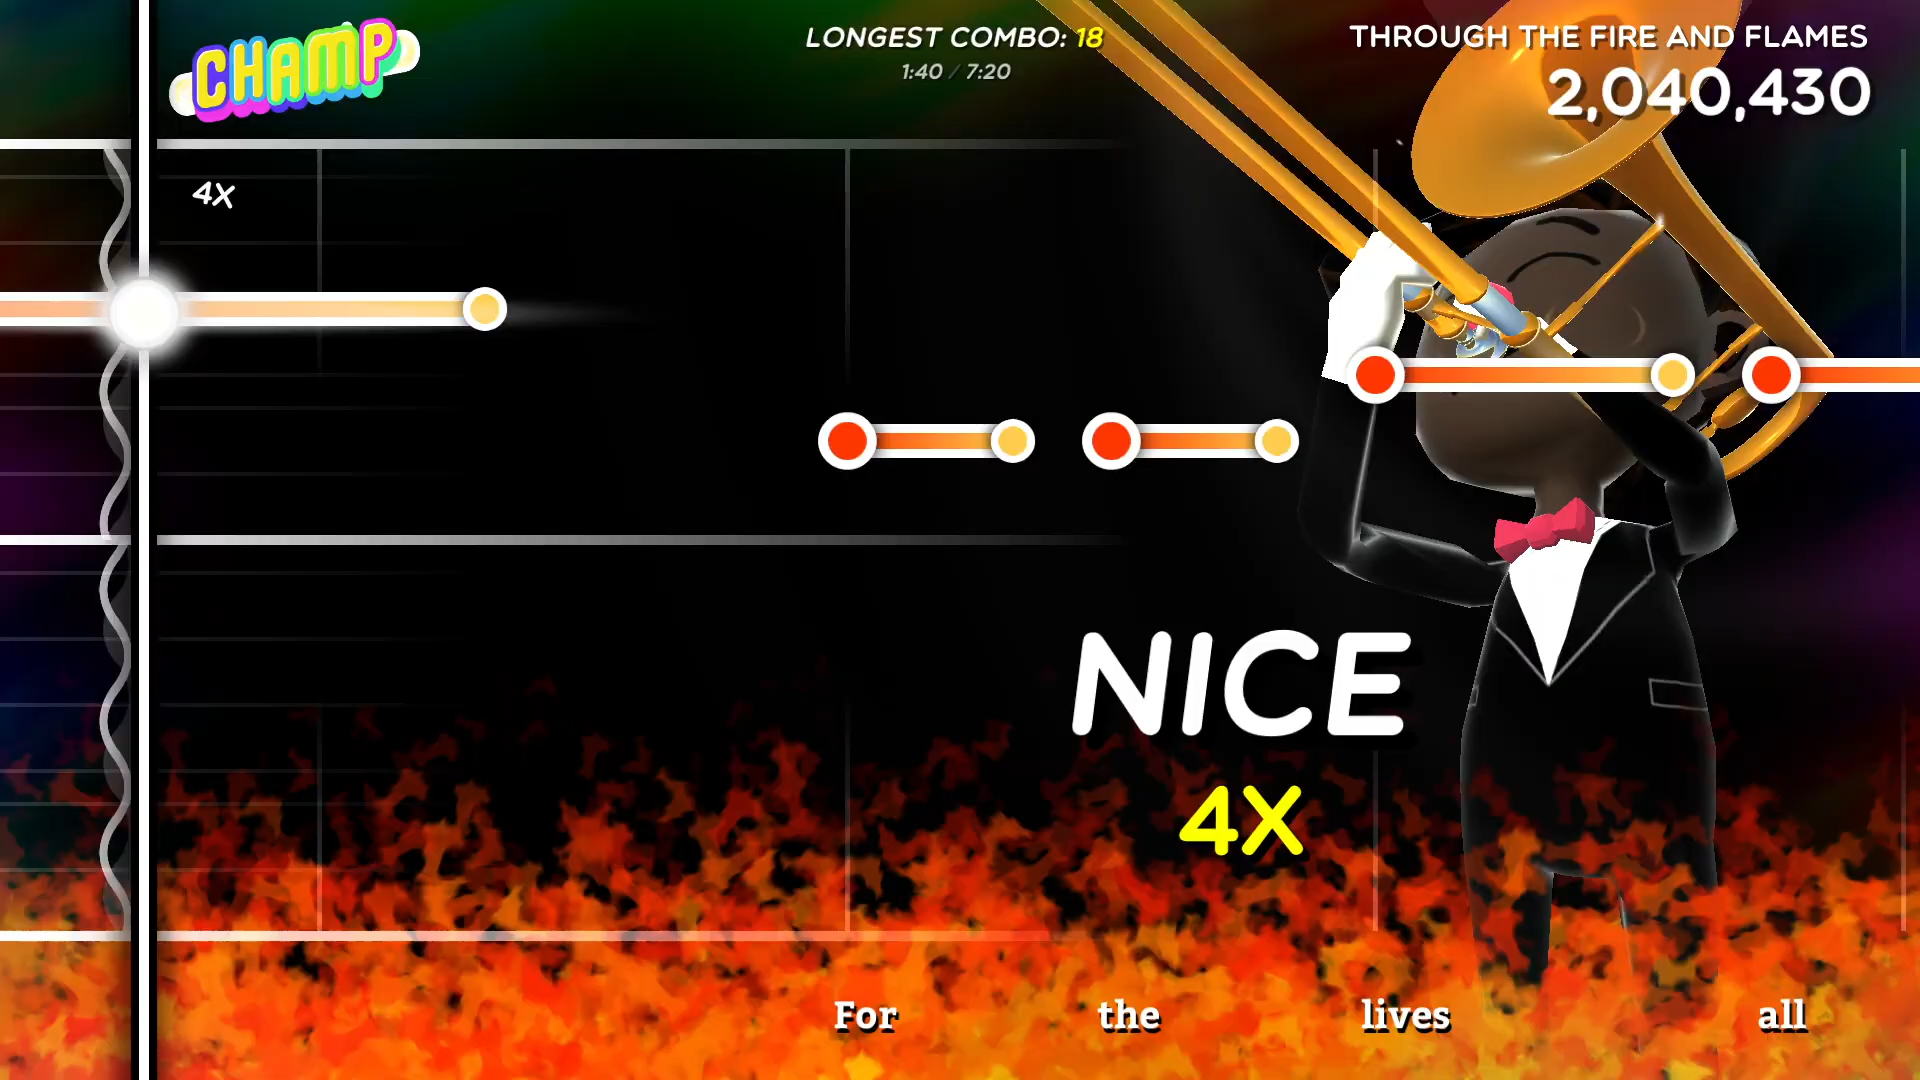 CHAMP
LONGEST COMBO: 18
1:40 / 7:20
THROUGH THE FIRE AND FLAMES
2,040,430
4X
NICE
4X
For the lives all